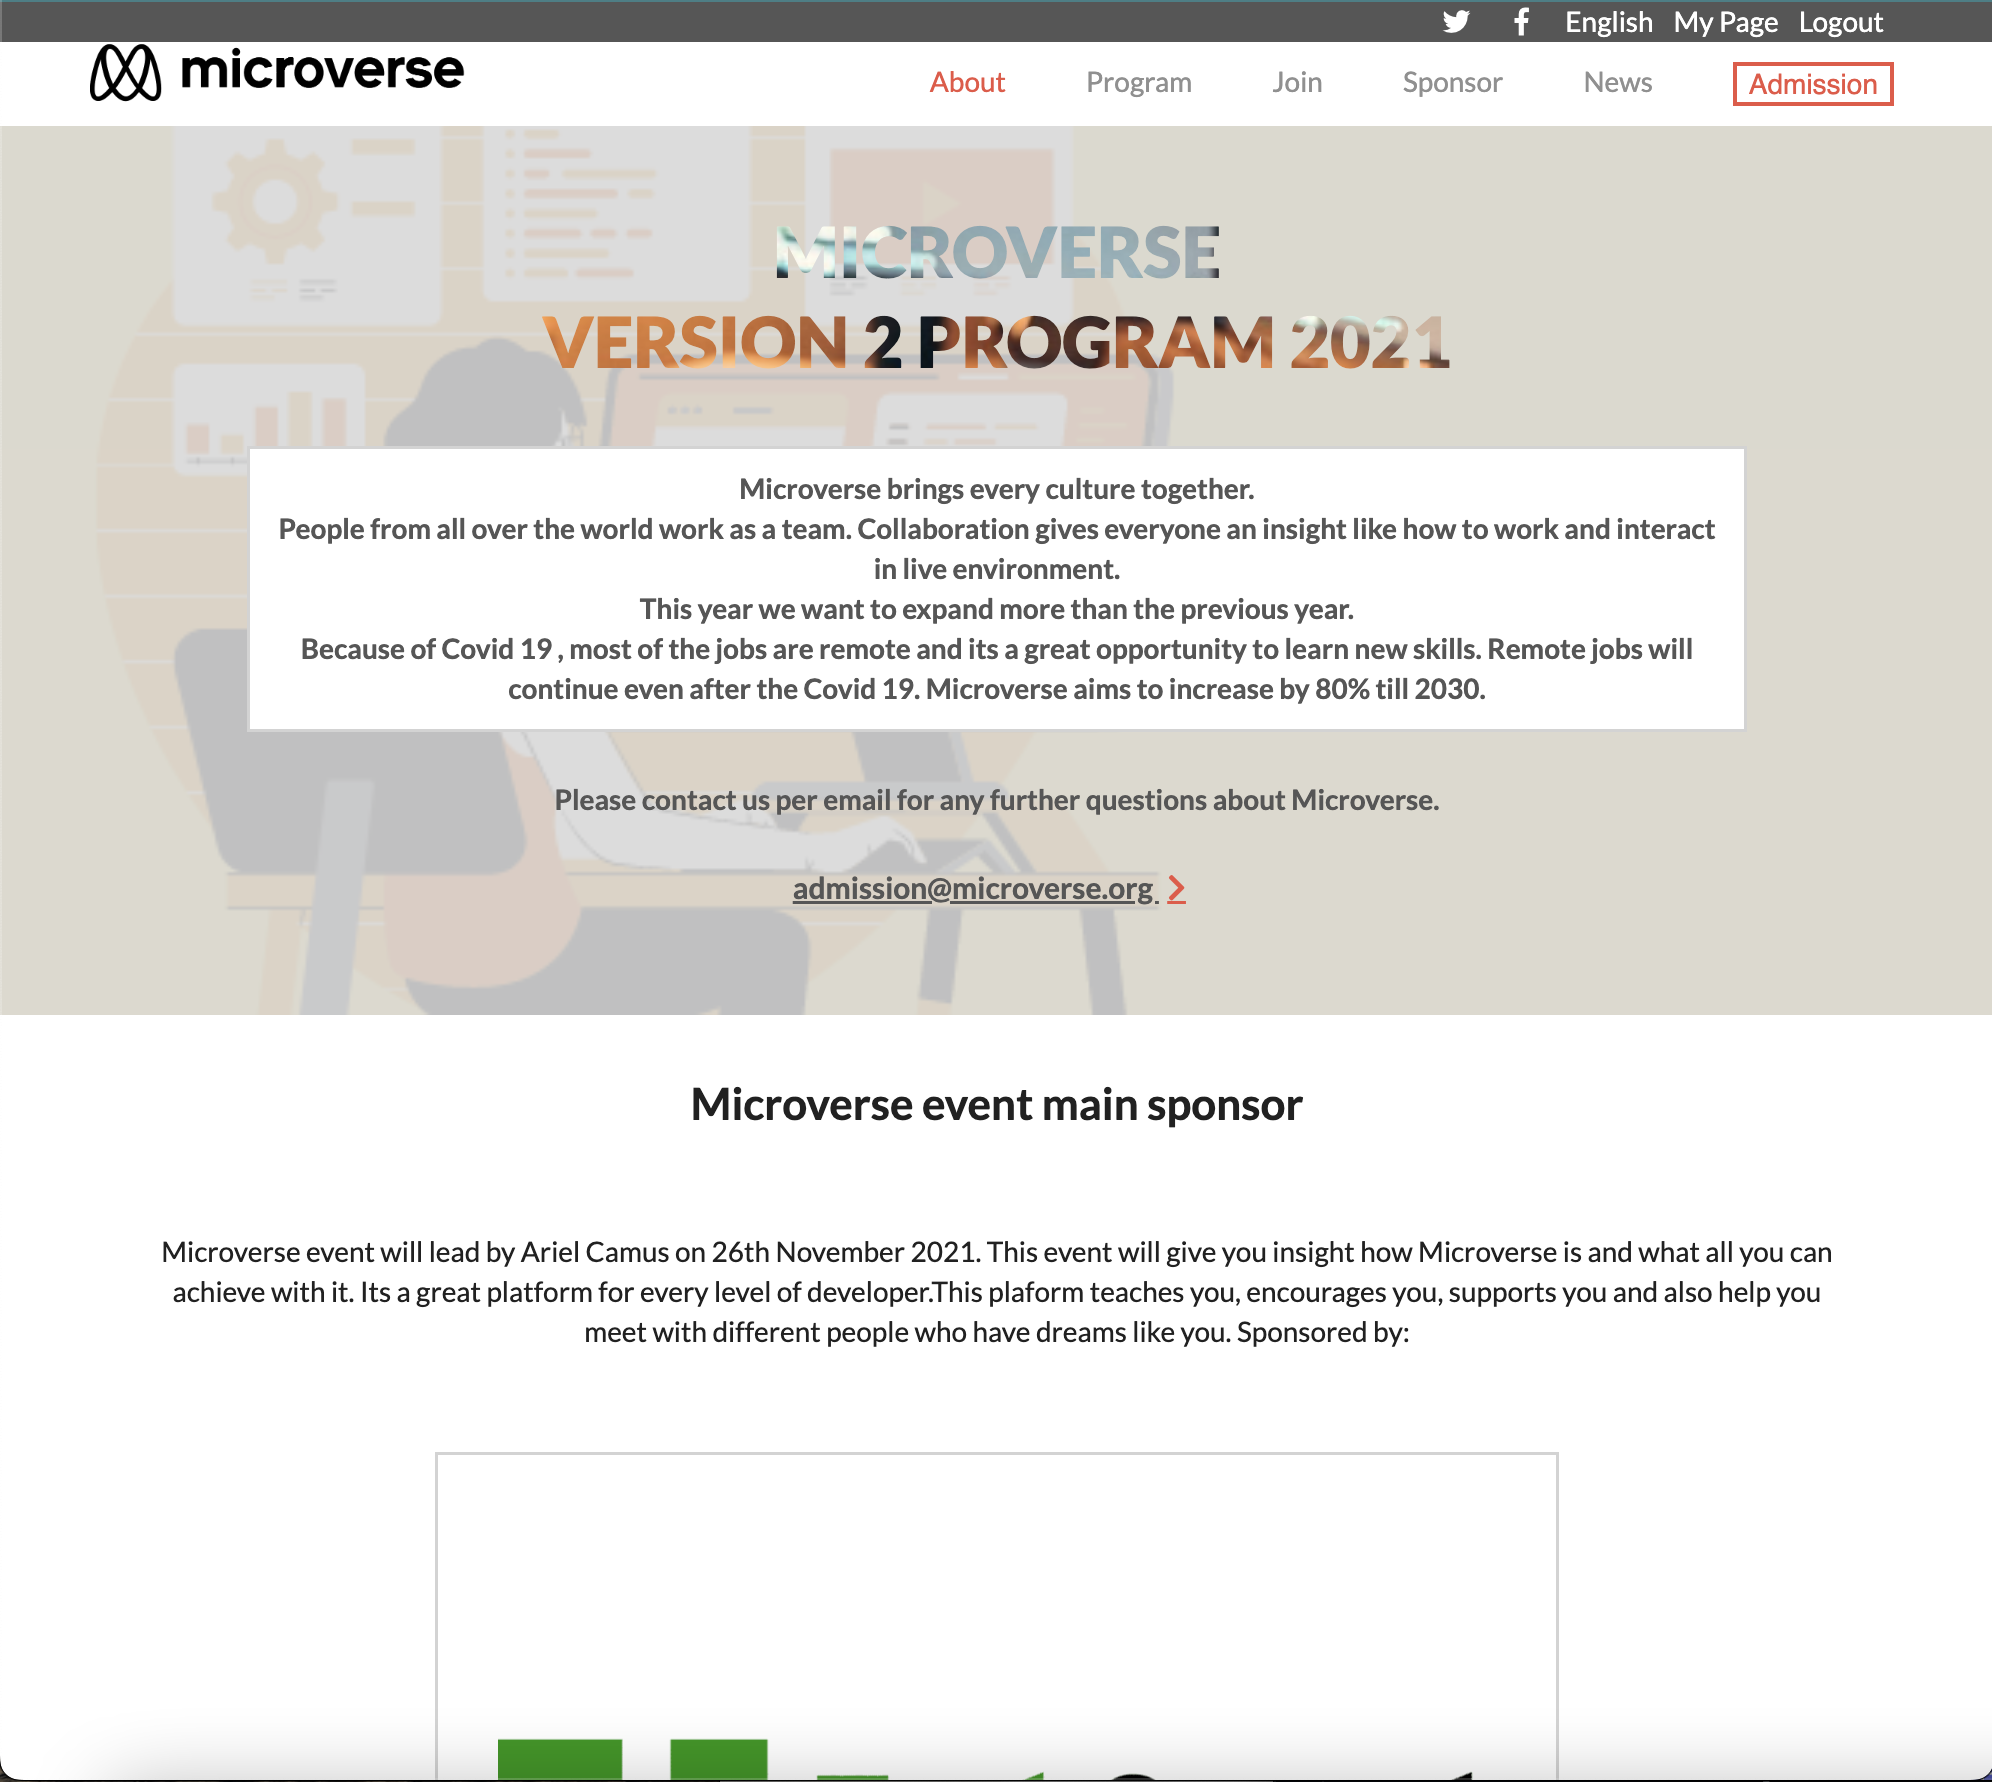 English My Page Logout
microverse
About Program Join Sponsor News Admission
MICROVERSE
VERSION 2 PROGRAM 2021
Microverse brings every culture together.
People from all over the world work as a team. Collaboration gives everyone an insight like how to work and interact
in live environment.
This year we want to expand more than the previous year.
Because of Covid 19 , most of the jobs are remote and its a great opportunity to learn new skills. Remote jobs will
continue even after the Covid 19. Microverse aims to increase by 80% till 2030.
Please contact us per email for any further questions about Microverse.
admission@microverse.org
Microverse event main sponsor
Microverse event will lead by Ariel Camus on 26th November 2021. This event will give you insight how Microverse is and what all you can
achieve with it. Its a great platform for every level of developer.This plaform teaches you, encourages you, supports you and also help you
meet with different people who have dreams like you. Sponsored by: